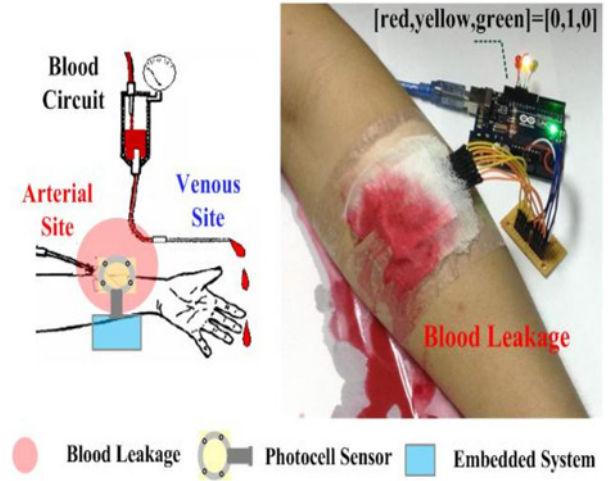 [red,yellow,green]=[0,1,0]
Blood
Circuit
Arterial
Site
Venous
Site
Blood Leakage
Blood Leakage
Photocell Sensor
Embedded System